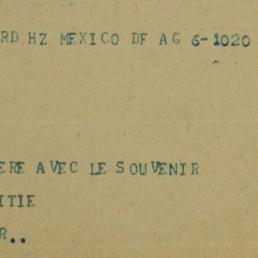 RD HZ MEXICO DF AG 6-1020
ERE AVEC LE SOUVENIR
ITIE
R..